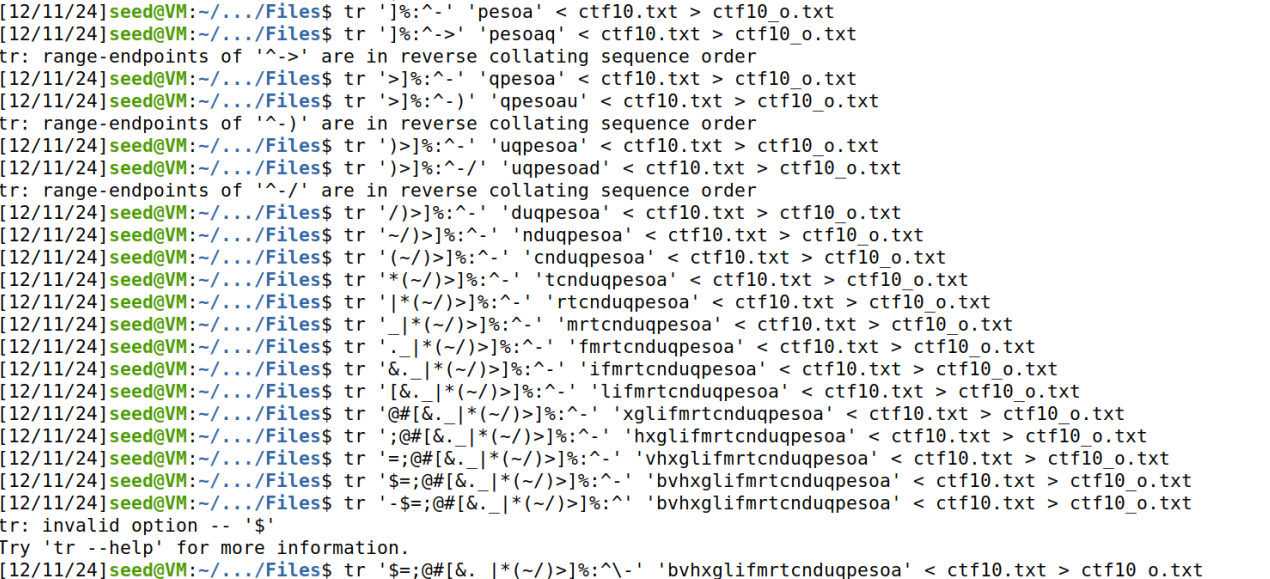 [12/11/24]seed@VM:~/.../Files$ tr ']%:^-' 'pesoa' < ctf10.txt > ctf10_o.txt
[12/11/24]seed@VM:~/.../Files$ tr ']%:^->' 'pesoaq' < ctf10.txt > ctf10_o.txt
tr: range-endpoints of '^->' are in reverse collating sequence order
[12/11/24]seed@VM:~/.../Files$ tr '>]%:^-' 'qpesoa' < ctf10.txt > ctf10_o.txt
[12/11/24]seed@VM:~/.../Files$ tr '>]%:^-)' 'qpesoau' < ctf10.txt > ctf10_o.txt
tr: range-endpoints of '^-)' are in reverse collating sequence order
[12/11/24]seed@VM:~/.../Files$ tr ')>]%:^-' 'uqpesoa' < ctf10.txt > ctf10_o.txt
[12/11/24]seed@VM:~/.../Files$ tr ')>]%:^-/' 'uqpesoad' < ctf10.txt > ctf10_o.txt
tr: range-endpoints of '^-/' are in reverse collating sequence order
[12/11/24]seed@VM:~/.../Files$ tr '/)>]%:^-' 'duqpesoa' < ctf10.txt > ctf10_o.txt
[12/11/24]seed@VM:~/.../Files$ tr '~/)>]%:^-' 'nduqpesoa' < ctf10.txt > ctf10_o.txt
[12/11/24]seed@VM:~/.../Files$ tr '(~/)>]%:^-' 'cnduqpesoa' < ctf10.txt > ctf10_o.txt
[12/11/24]seed@VM:~/.../Files$ tr '*(~/)>]%:^-' 'tcnduqpesoa' < ctf10.txt > ctf10_o.txt
[12/11/24]seed@VM:~/.../Files$ tr '|*(~/)>]%:^-' 'rtcnduqpesoa' < ctf10.txt > ctf10_o.txt
[12/11/24]seed@VM:~/.../Files$ tr '_|*(~/)>]%:^-' 'mrtcnduqpesoa' < ctf10.txt > ctf10_o.txt
[12/11/24]seed@VM:~/.../Files$ tr '._|*(~/)>]%:^-' 'fmrtcnduqpesoa' < ctf10.txt > ctf10_o.txt
[12/11/24]seed@VM:~/.../Files$ tr '&._|*(~/)>]%:^-' 'ifmrtcnduqpesoa' < ctf10.txt > ctf10_o.txt
[12/11/24]seed@VM:~/.../Files$ tr '[&._|*(~/)>]%:^-' 'lifmrtcnduqpesoa' < ctf10.txt > ctf10_o.txt
[12/11/24]seed@VM:~/.../Files$ tr '@#[&._|*(~/)>]%:^-' 'xglifmrtcnduqpesoa' < ctf10.txt > ctf10_o.txt
[12/11/24]seed@VM:~/.../Files$ tr ';@#[&._|*(~/)>]%:^-' 'hxglifmrtcnduqpesoa' < ctf10.txt > ctf10_o.txt
[12/11/24]seed@VM:~/.../Files$ tr '=;@#[&._|*(~/)>]%:^-' 'vhxglifmrtcnduqpesoa' < ctf10.txt > ctf10_o.txt
[12/11/24]seed@VM:~/.../Files$ tr '$=;@#[&._|*(~/)>]%:^-' 'bvhxglifmrtcnduqpesoa' < ctf10.txt > ctf10_o.txt
[12/11/24]seed@VM:~/.../Files$ tr '-$=;@#[&._|*(~/)>]%:^' 'bvhxglifmrtcnduqpesoa' < ctf10.txt > ctf10_o.txt
tr: invalid option -- '$'
Try 'tr --help' for more information.
[12/11/24]seed@VM:~/.../Files$ tr '$=;@#[&._|*(~/)>]%:^\-' 'bvhxglifmrtcnduqpesoa' < ctf10.txt > ctf10_o.txt